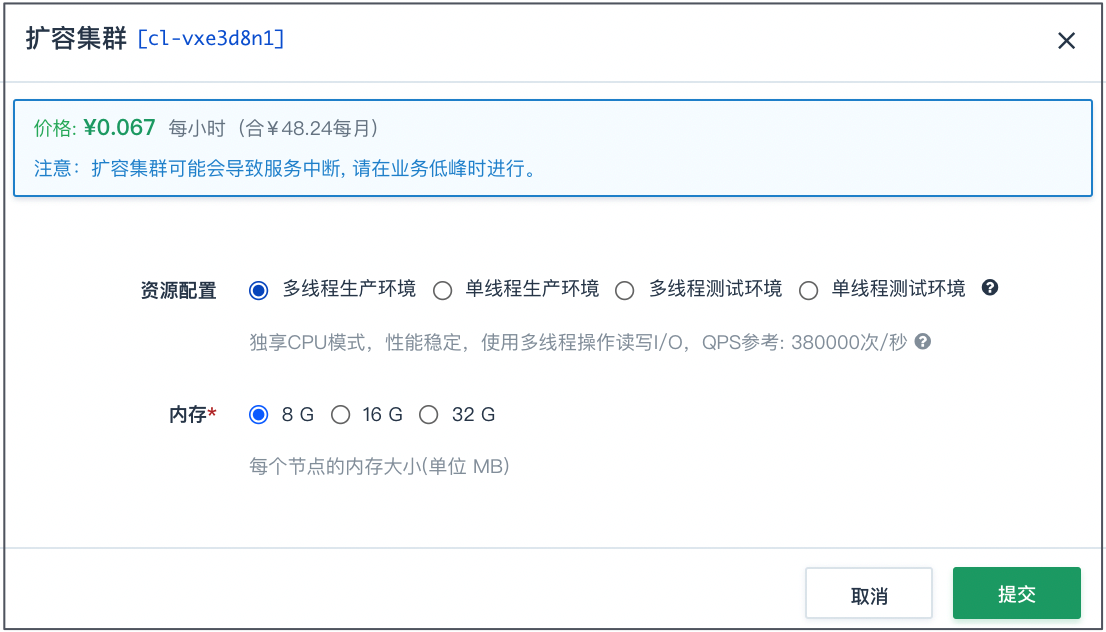 扩容集群 [cl-vxe3d8n1]
价格: ¥0.067 每小时（合￥48.24每月）
注意：扩容集群可能会导致服务中断, 请在业务低峰时进行。
资源配置 多线程生产环境 单线程生产环境 多线程测试环境 单线程测试环境 ?
独享CPU模式，性能稳定，使用多线程操作读写I/O，QPS参考: 380000次/秒 ?
内存* 8 G 16 G 32 G
每个节点的内存大小(单位 MB)
取消 提交